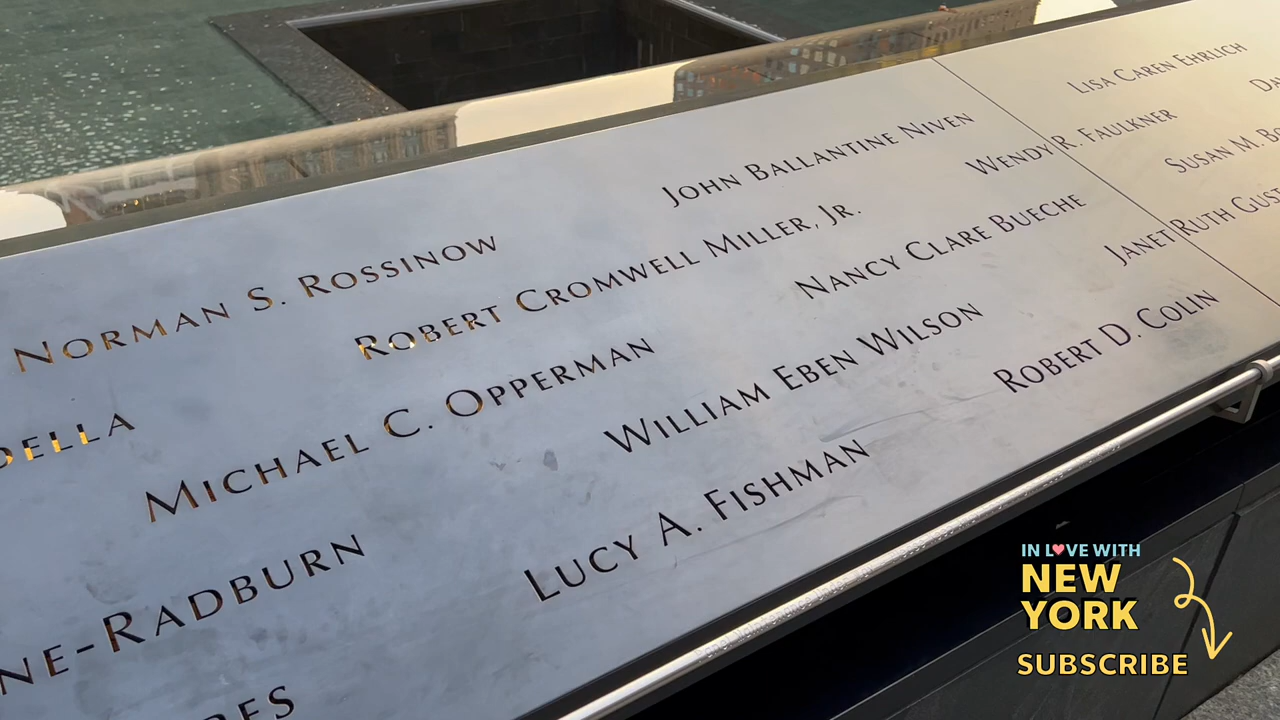 LISA CAREN EHRLICH
JOHN BALLANTINE NIVEN
WENDY R. FAULKNER
SUSAN M.
NORMAN S. ROSSINOW
ROBERT CROMWELL MILLER, JR.
NANCY CLARE BUECHE
JANET RUTH
DELLA
MICHAEL C. OPPERMAN
WILLIAM EBEN WILSON
ROBERT D. COLIN
NE-RADBURN
LUCY A. FISHMAN
IN LOVE WITH
NEW
YORK
SUBSCRIBE